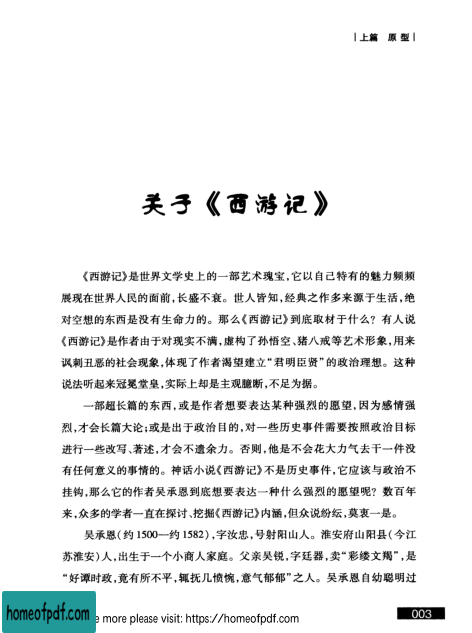 上篇 原型
关于《西游记》
《西游记》是世界文学史上的一部艺术瑰宝,它以自己特有的魅力频频
展现在世界人民的面前,长盛不衰。世人皆知,经典之作多来源于生活,绝
对空想的东西是没有生命力的。那么《西游记》到底取材于什么?有人说
《西游记》是作者由于对现实不满,虚构了孙悟空、猪八戒等艺术形象,用来
讽刺丑恶的社会现象,体现了作者渴望建立“君明臣贤”的政治理想。这种
说法听起来冠冕堂皇,实际上却是主观臆断,不足为据。
一部超长篇的东西,或是作者想要表达某种强烈的愿望,因为感情强
烈,才会长篇大论;或是出于政治目的,对一些历史事件需要按照政治目标
进行一些改写、著述,才会不遗余力。否则,他是不会花大力气去干一件没
有任何意义的事情的。神话小说《西游记》不是历史事件,它应该与政治不
挂钩,那么它的作者吴承恩到底想要表达一种什么强烈的愿望呢?数百年
来,众多的学者一直在探讨、挖掘《西游记》内涵,但众说纷纭,莫衷一是。
吴承恩(约1500—约1582),字汝忠,号射阳山人。淮安府山阳县(今江
苏淮安)人,出生于一个小商人家庭。父亲吴锐,字廷器,卖“彩缕文羯”,是
“好谭时政,竟有所不平,辄抚几愤惋,意气郁郁”之人。吴承恩自幼聪明过
homeofpdf.com
e more please visit: https://homeofpdf.com
003